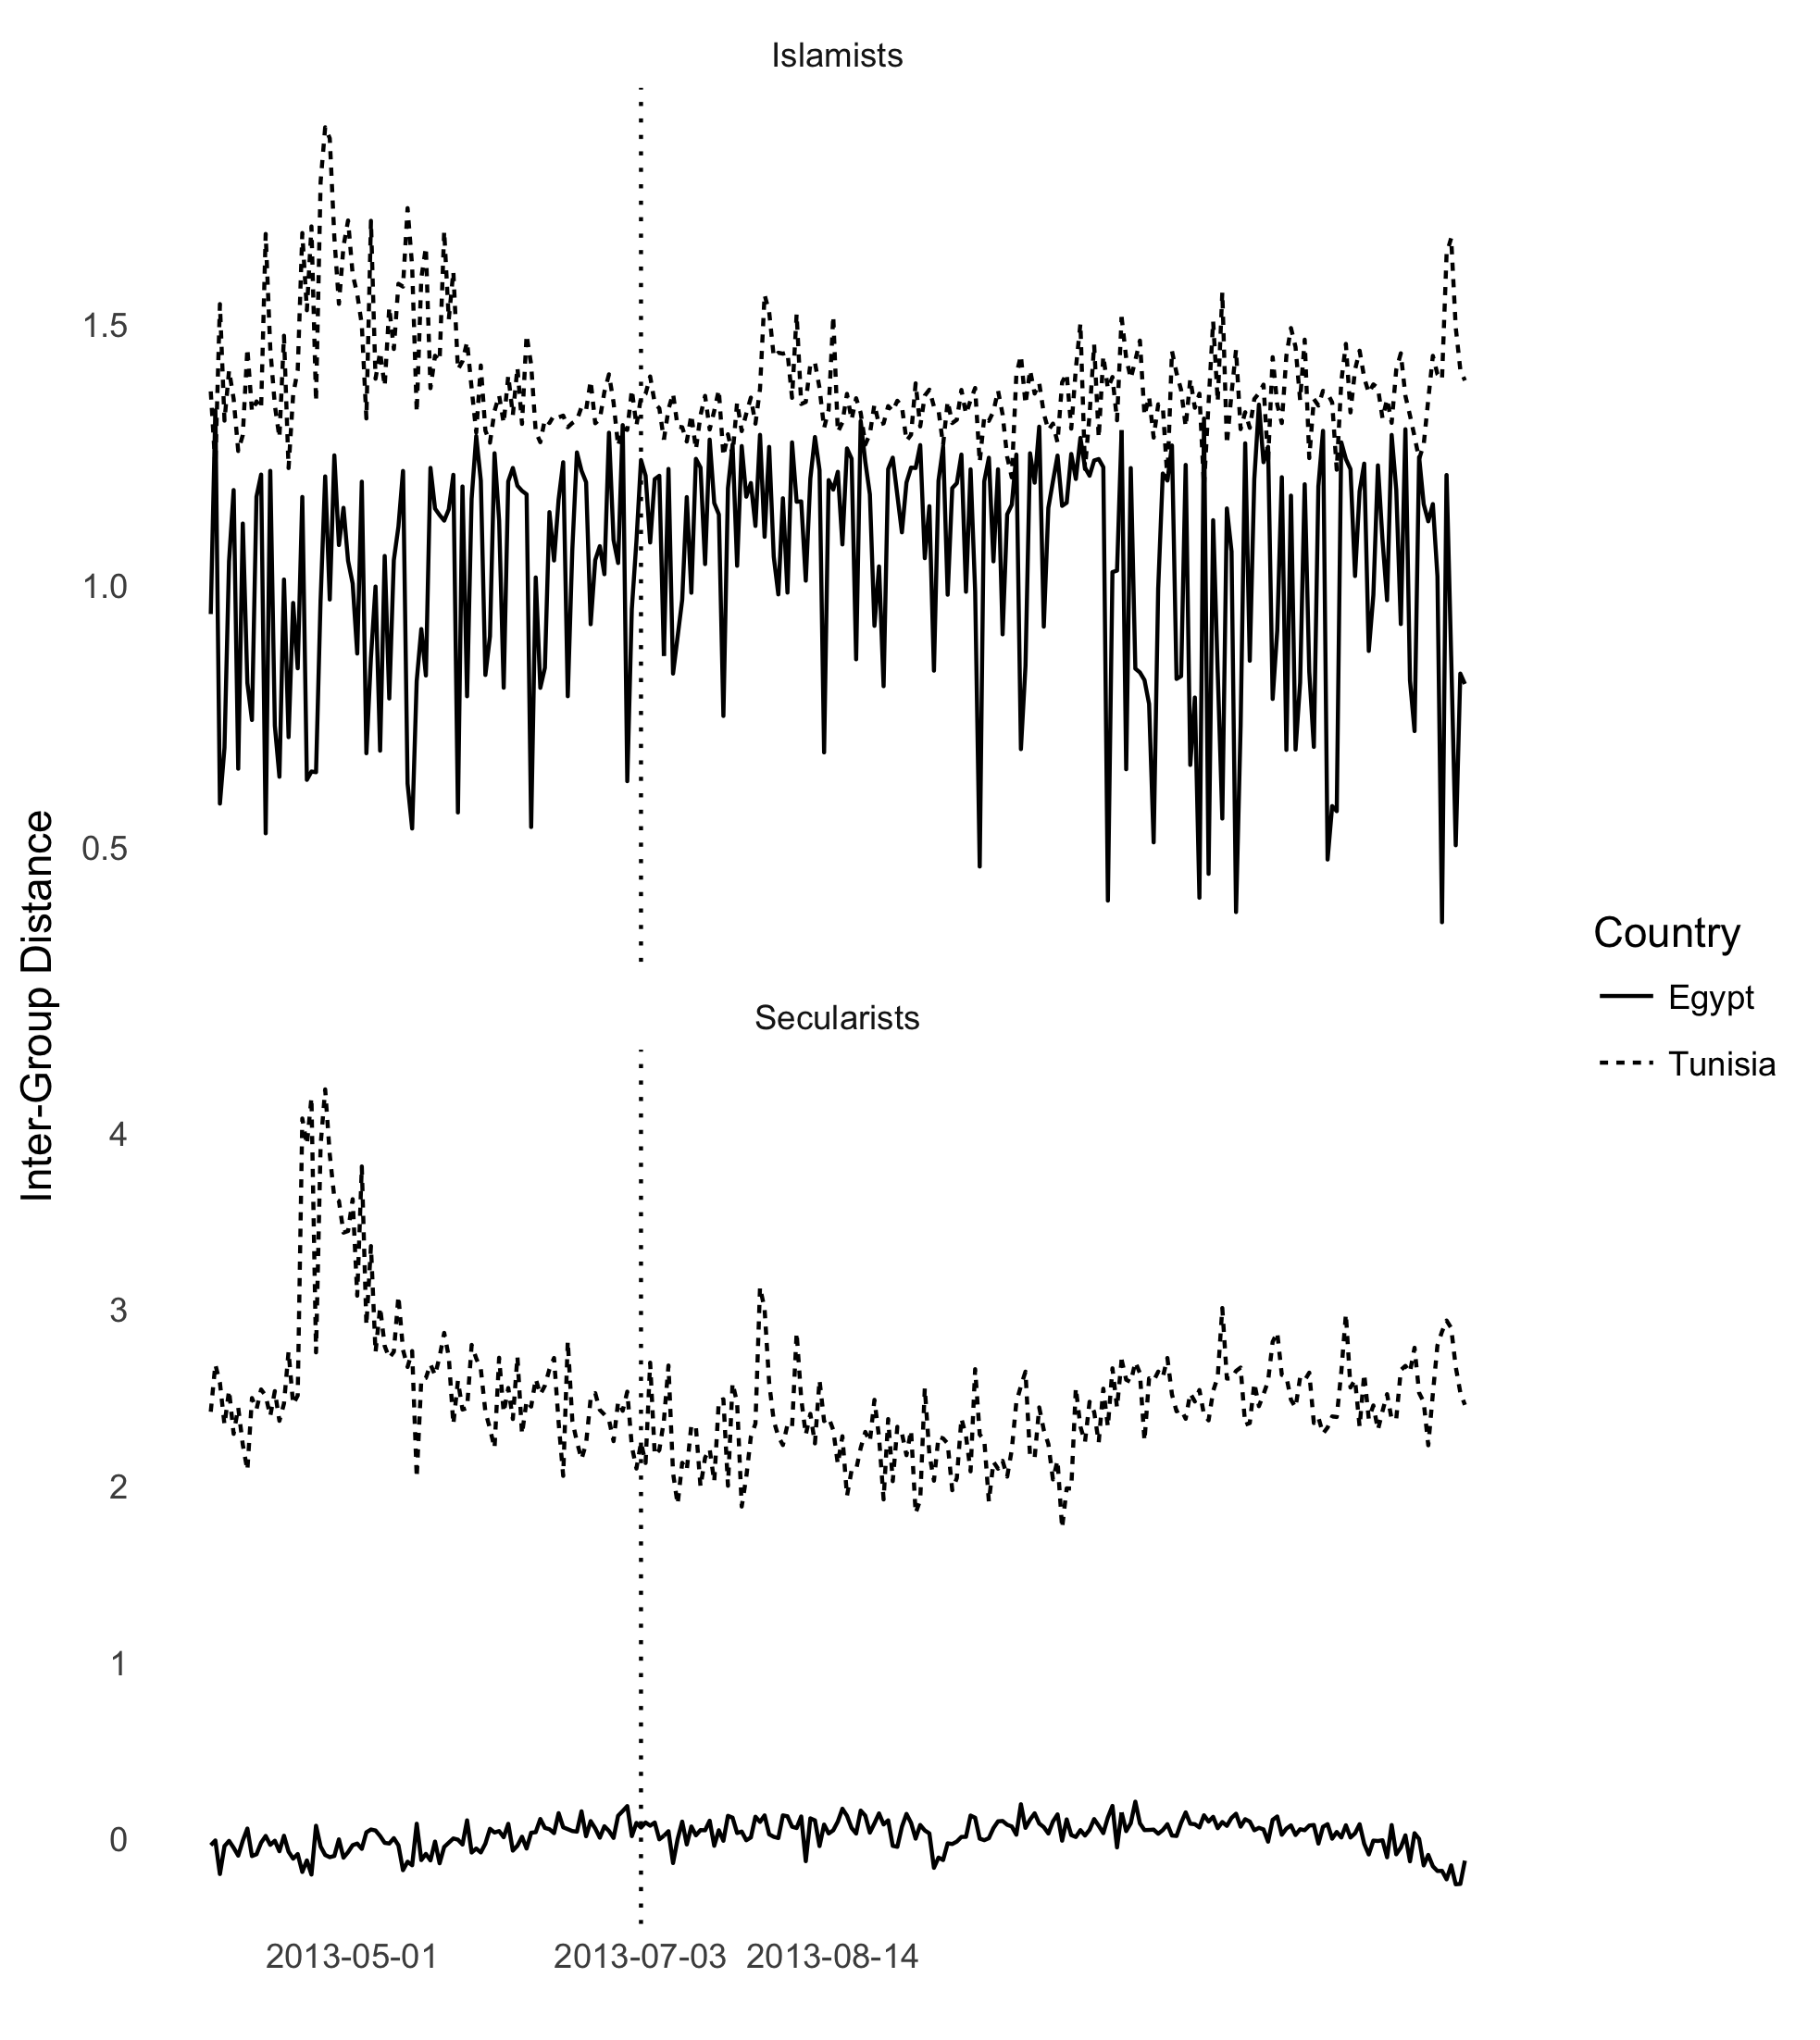 Islamists
1.5
1.0
0.5
Inter-Group Distance
Secularists
4
3
2
1
0
2013-05-01
2013-07-03
2013-08-14
Country
Egypt
Tunisia